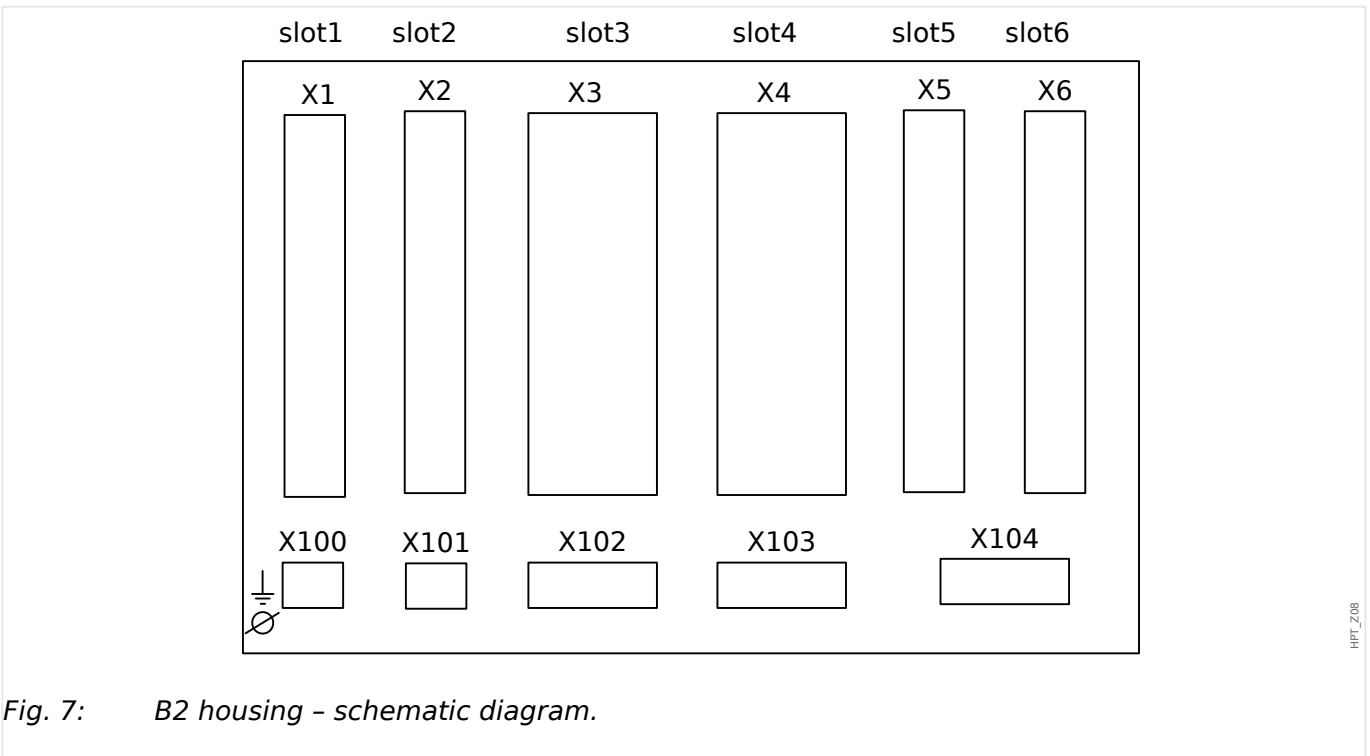 slot1 slot2 slot3 slot4 slot5 slot6
X1 X2 X3 X4 X5 X6
X100 X101 X102 X103 X104
HPT_Z08
Fig. 7: B2 housing – schematic diagram.